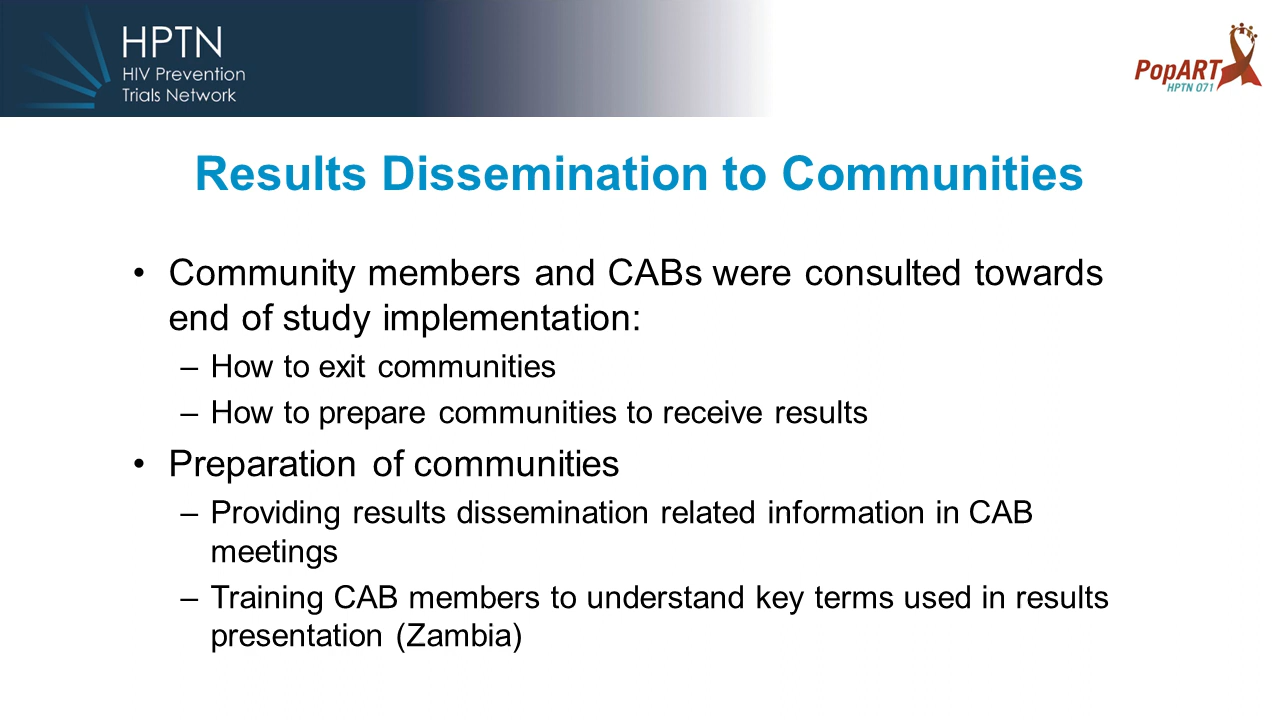 HPTN
HIV Prevention
Trials Network
PopART
HPTN 071
Results Dissemination to Communities
• Community members and CABs were consulted towards
end of study implementation:
– How to exit communities
– How to prepare communities to receive results
• Preparation of communities
– Providing results dissemination related information in CAB
meetings
– Training CAB members to understand key terms used in results
presentation (Zambia)